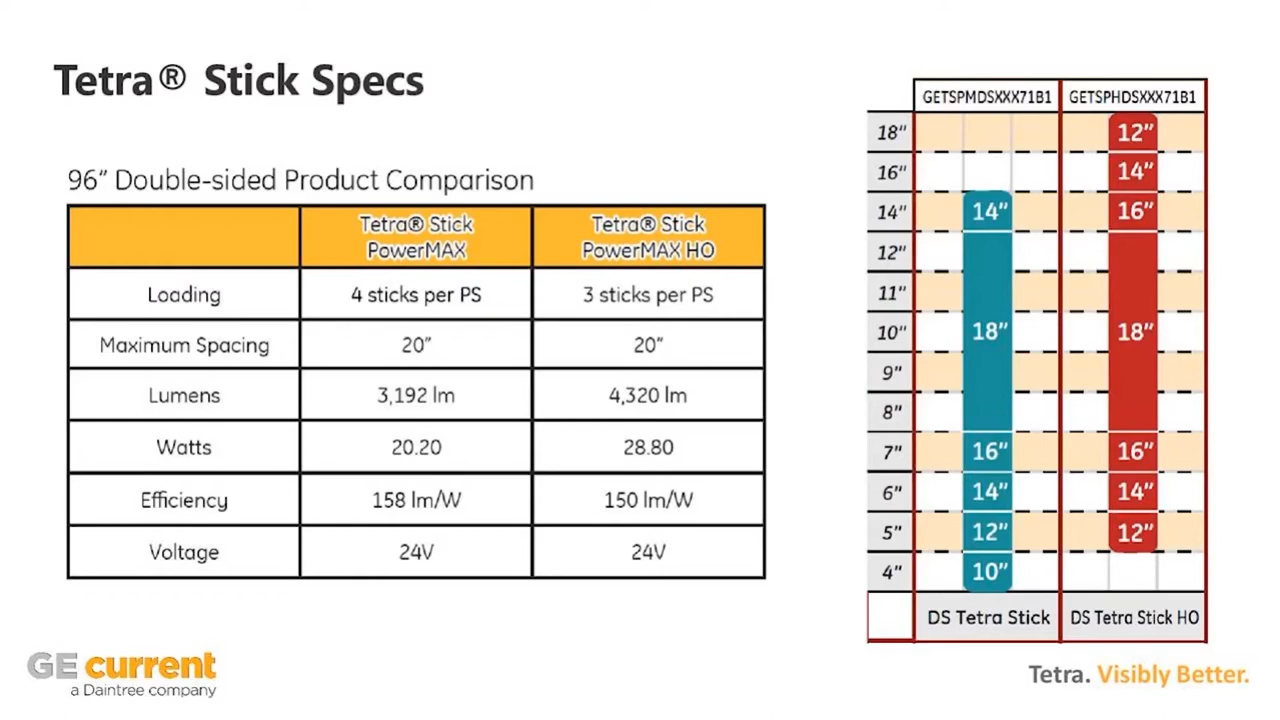 Tetra® Stick Specs
96” Double-sided Product Comparison
Tetra® Stick PowerMAX
Tetra® Stick PowerMAX HO
Loading 4 sticks per PS 3 sticks per PS
Maximum Spacing 20” 20”
Lumens 3,192 lm 4,320 lm
Watts 20.20 28.80
Efficiency 158 lm/W 150 lm/W
Voltage 24V 24V
GETSPMDSXXX71B1 GETSPHDSXXX71B1
18” 12”
16” 14”
14” 14” 16”
12”
11”
10” 18” 18”
9”
8”
7” 16” 16”
6” 14” 14”
5” 12” 12”
4” 10”
DS Tetra Stick DS Tetra Stick HO
GE current
a Daintree company
Tetra. Visibly Better.